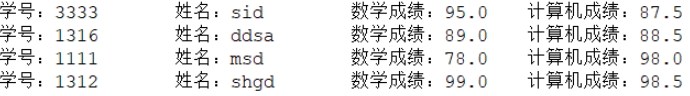 学号：3333 姓名：sid 数学成绩：95.0 计算机成绩：87.5
学号：1316 姓名：ddsa 数学成绩：89.0 计算机成绩：88.5
学号：1111 姓名：msd 数学成绩：78.0 计算机成绩：98.0
学号：1312 姓名：shgd 数学成绩：99.0 计算机成绩：98.5